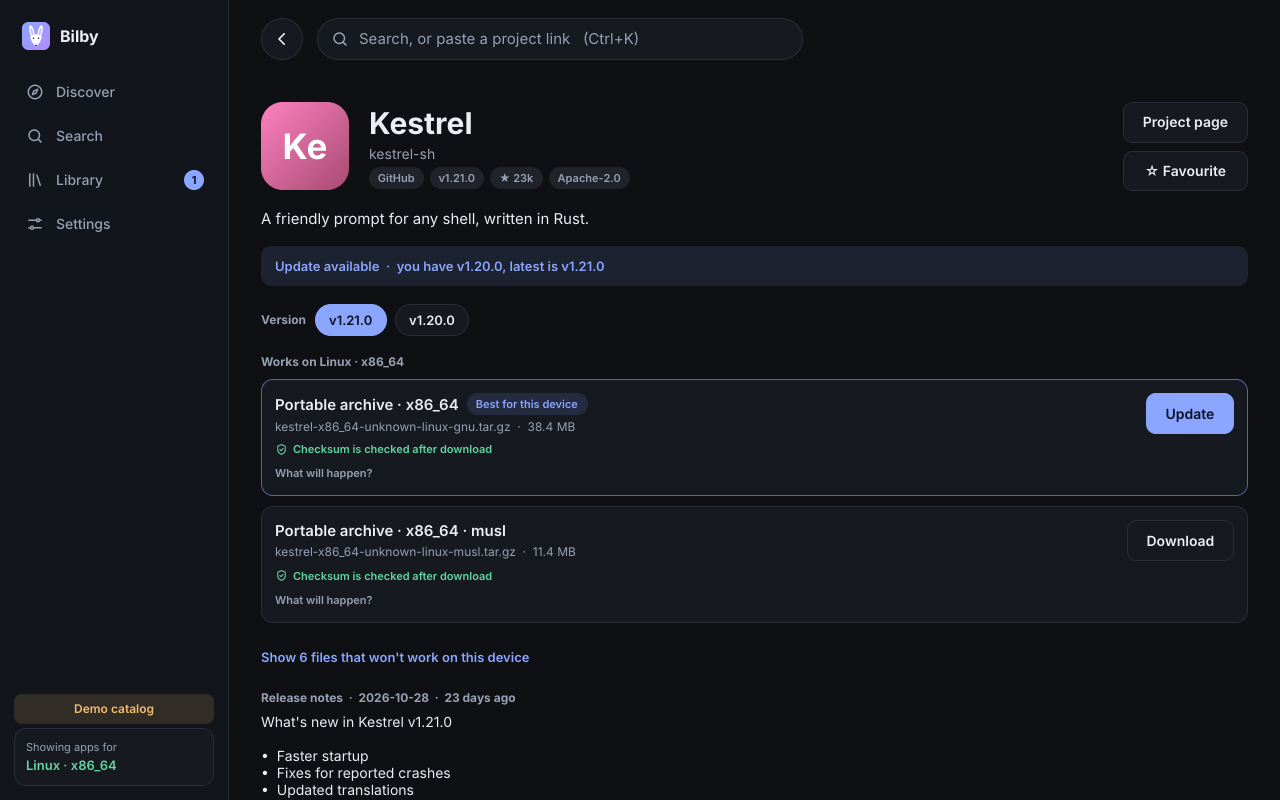 Bilby
Discover
Search
Library 1
Settings
Demo catalog
Showing apps for
Linux · x86_64
Search, or paste a project link (Ctrl+K)
Ke
Kestrel
kestrel-sh
GitHub v1.21.0 ★ 23k Apache-2.0
Project page
☆ Favourite
A friendly prompt for any shell, written in Rust.
Update available · you have v1.20.0, latest is v1.21.0
Version v1.21.0 v1.20.0
Works on Linux · x86_64
Portable archive · x86_64 Best for this device
kestrel-x86_64-unknown-linux-gnu.tar.gz · 38.4 MB
Checksum is checked after download
What will happen?
Update
Portable archive · x86_64 · musl
kestrel-x86_64-unknown-linux-musl.tar.gz · 11.4 MB
Checksum is checked after download
What will happen?
Download
Show 6 files that won't work on this device
Release notes · 2026-10-28 · 23 days ago
What's new in Kestrel v1.21.0
• Faster startup
• Fixes for reported crashes
• Updated translations